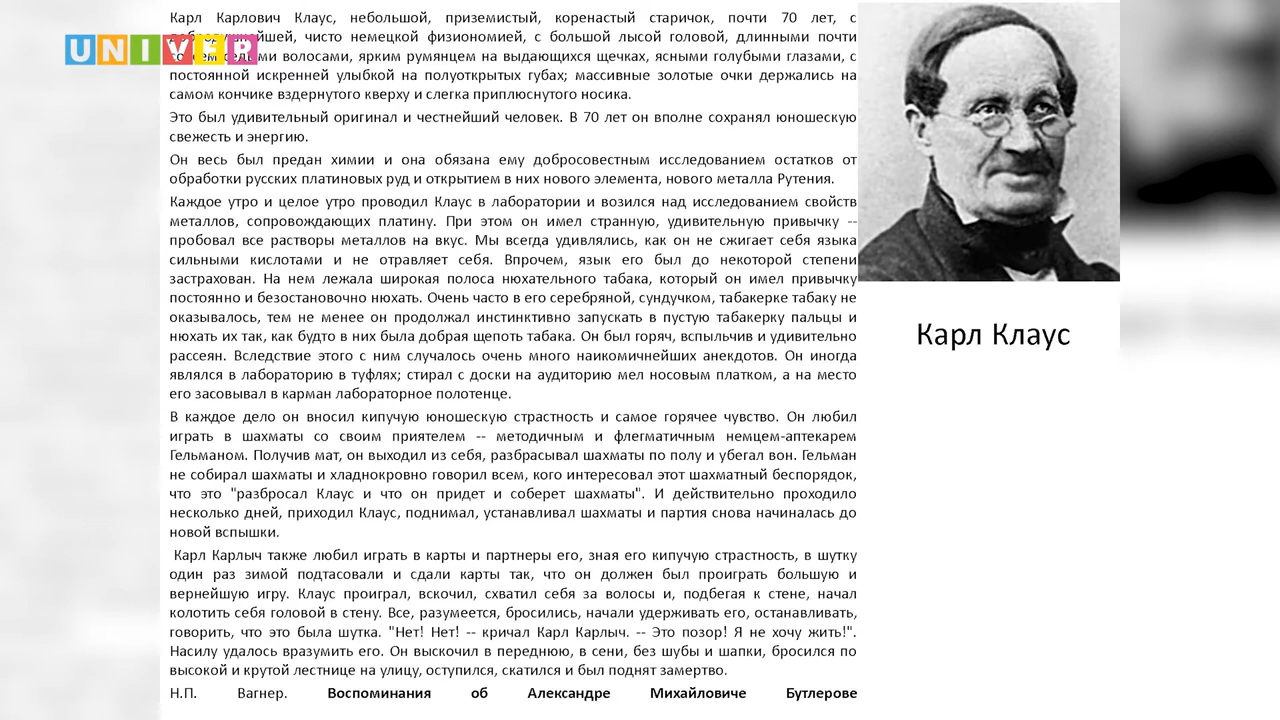 Карл Карлович Клаус, небольшой, приземистый, коренастый старичок, почти 70 лет, с
UNIVER
чисто немецкой физиономией, с большой лысой головой, длинными почти
волосами, ярким румянцем на выдающихся щечках, ясными голубыми глазами, с
постоянной искренней улыбкой на полуоткрытых губах; массивные золотые очки держались на
самом кончике вздернутого кверху и слегка приплюснутого носика.
Это был удивительный оригинал и честнейший человек. В 70 лет он вполне сохранял юношескую
свежесть и энергию.
Он весь был предан химии и она обязана ему добросовестным исследованием остатков от
обработки русских платиновых руд и открытием в них нового элемента, нового металла Рутения.
Каждое утро и целое утро проводил Клаус в лаборатории и возился над исследованием свойств
металлов, сопровождающих платину. При этом он имел странную, удивительную привычку --
пробовал все растворы металлов на вкус. Мы всегда удивлялись, как он не сжигает себя языка
сильными кислотами и не отравляет себя. Впрочем, язык его был до некоторой степени
застрахован. На нем лежала широкая полоса нюхательного табака, который он имел привычку
постоянно и безостановочно нюхать. Очень часто в его серебряной, сундучком, табакерке табаку не
оказывалось, тем не менее он продолжал инстинктивно запускать в пустую табакерку пальцы и
нюхать их так, как будто в них была добрая щепоть табака. Он был горяч, вспыльчив и удивительно
рассеян. Вследствие этого с ним случалось очень много наикомичнейших анекдотов. Он иногда
являлся в лабораторию в туфлях; стирал с доски на аудиторию мел носовым платком, а на место
его засовывал в карман лабораторное полотенце.
В каждое дело он вносил кипучую юношескую страстность и самое горячее чувство. Он любил
играть в шахматы со своим приятелем -- методичным и флегматичным немцем-аптекарем
Гельманом. Получив мат, он выходил из себя, разбрасывал шахматы по полу и убегал вон. Гельман
не собирал шахматы и хладнокровно говорил всем, кого интересовал этот шахматный беспорядок,
что это "разбросал Клаус и что он придет и соберет шахматы". И действительно проходило
несколько дней, приходил Клаус, поднимал, устанавливал шахматы и партия снова начиналась до
новой вспышки.
Карл Карлыч также любил играть в карты и партнеры его, зная его кипучую страстность, в шутку
один раз зимой подтасовали и сдали карты так, что он должен был проиграть большую и
вернейшую игру. Клаус проиграл, вскочил, схватил себя за волосы и, подбегая к стене, начал
колотить себя головой в стену. Все, разумеется, бросились, начали удерживать его, останавливать,
говорить, что это была шутка. "Нет! Нет! -- кричал Карл Карлыч. -- Это позор! Я не хочу жить!".
Насилу удалось вразумить его. Он выскочил в переднюю, в сени, без шубы и шапки, бросился по
высокой и крутой лестнице на улицу, оступился, скатился и был поднят замертво.
Н.П. Вагнер. Воспоминания об Александре Михайловиче Бутлерове
Карл Клаус